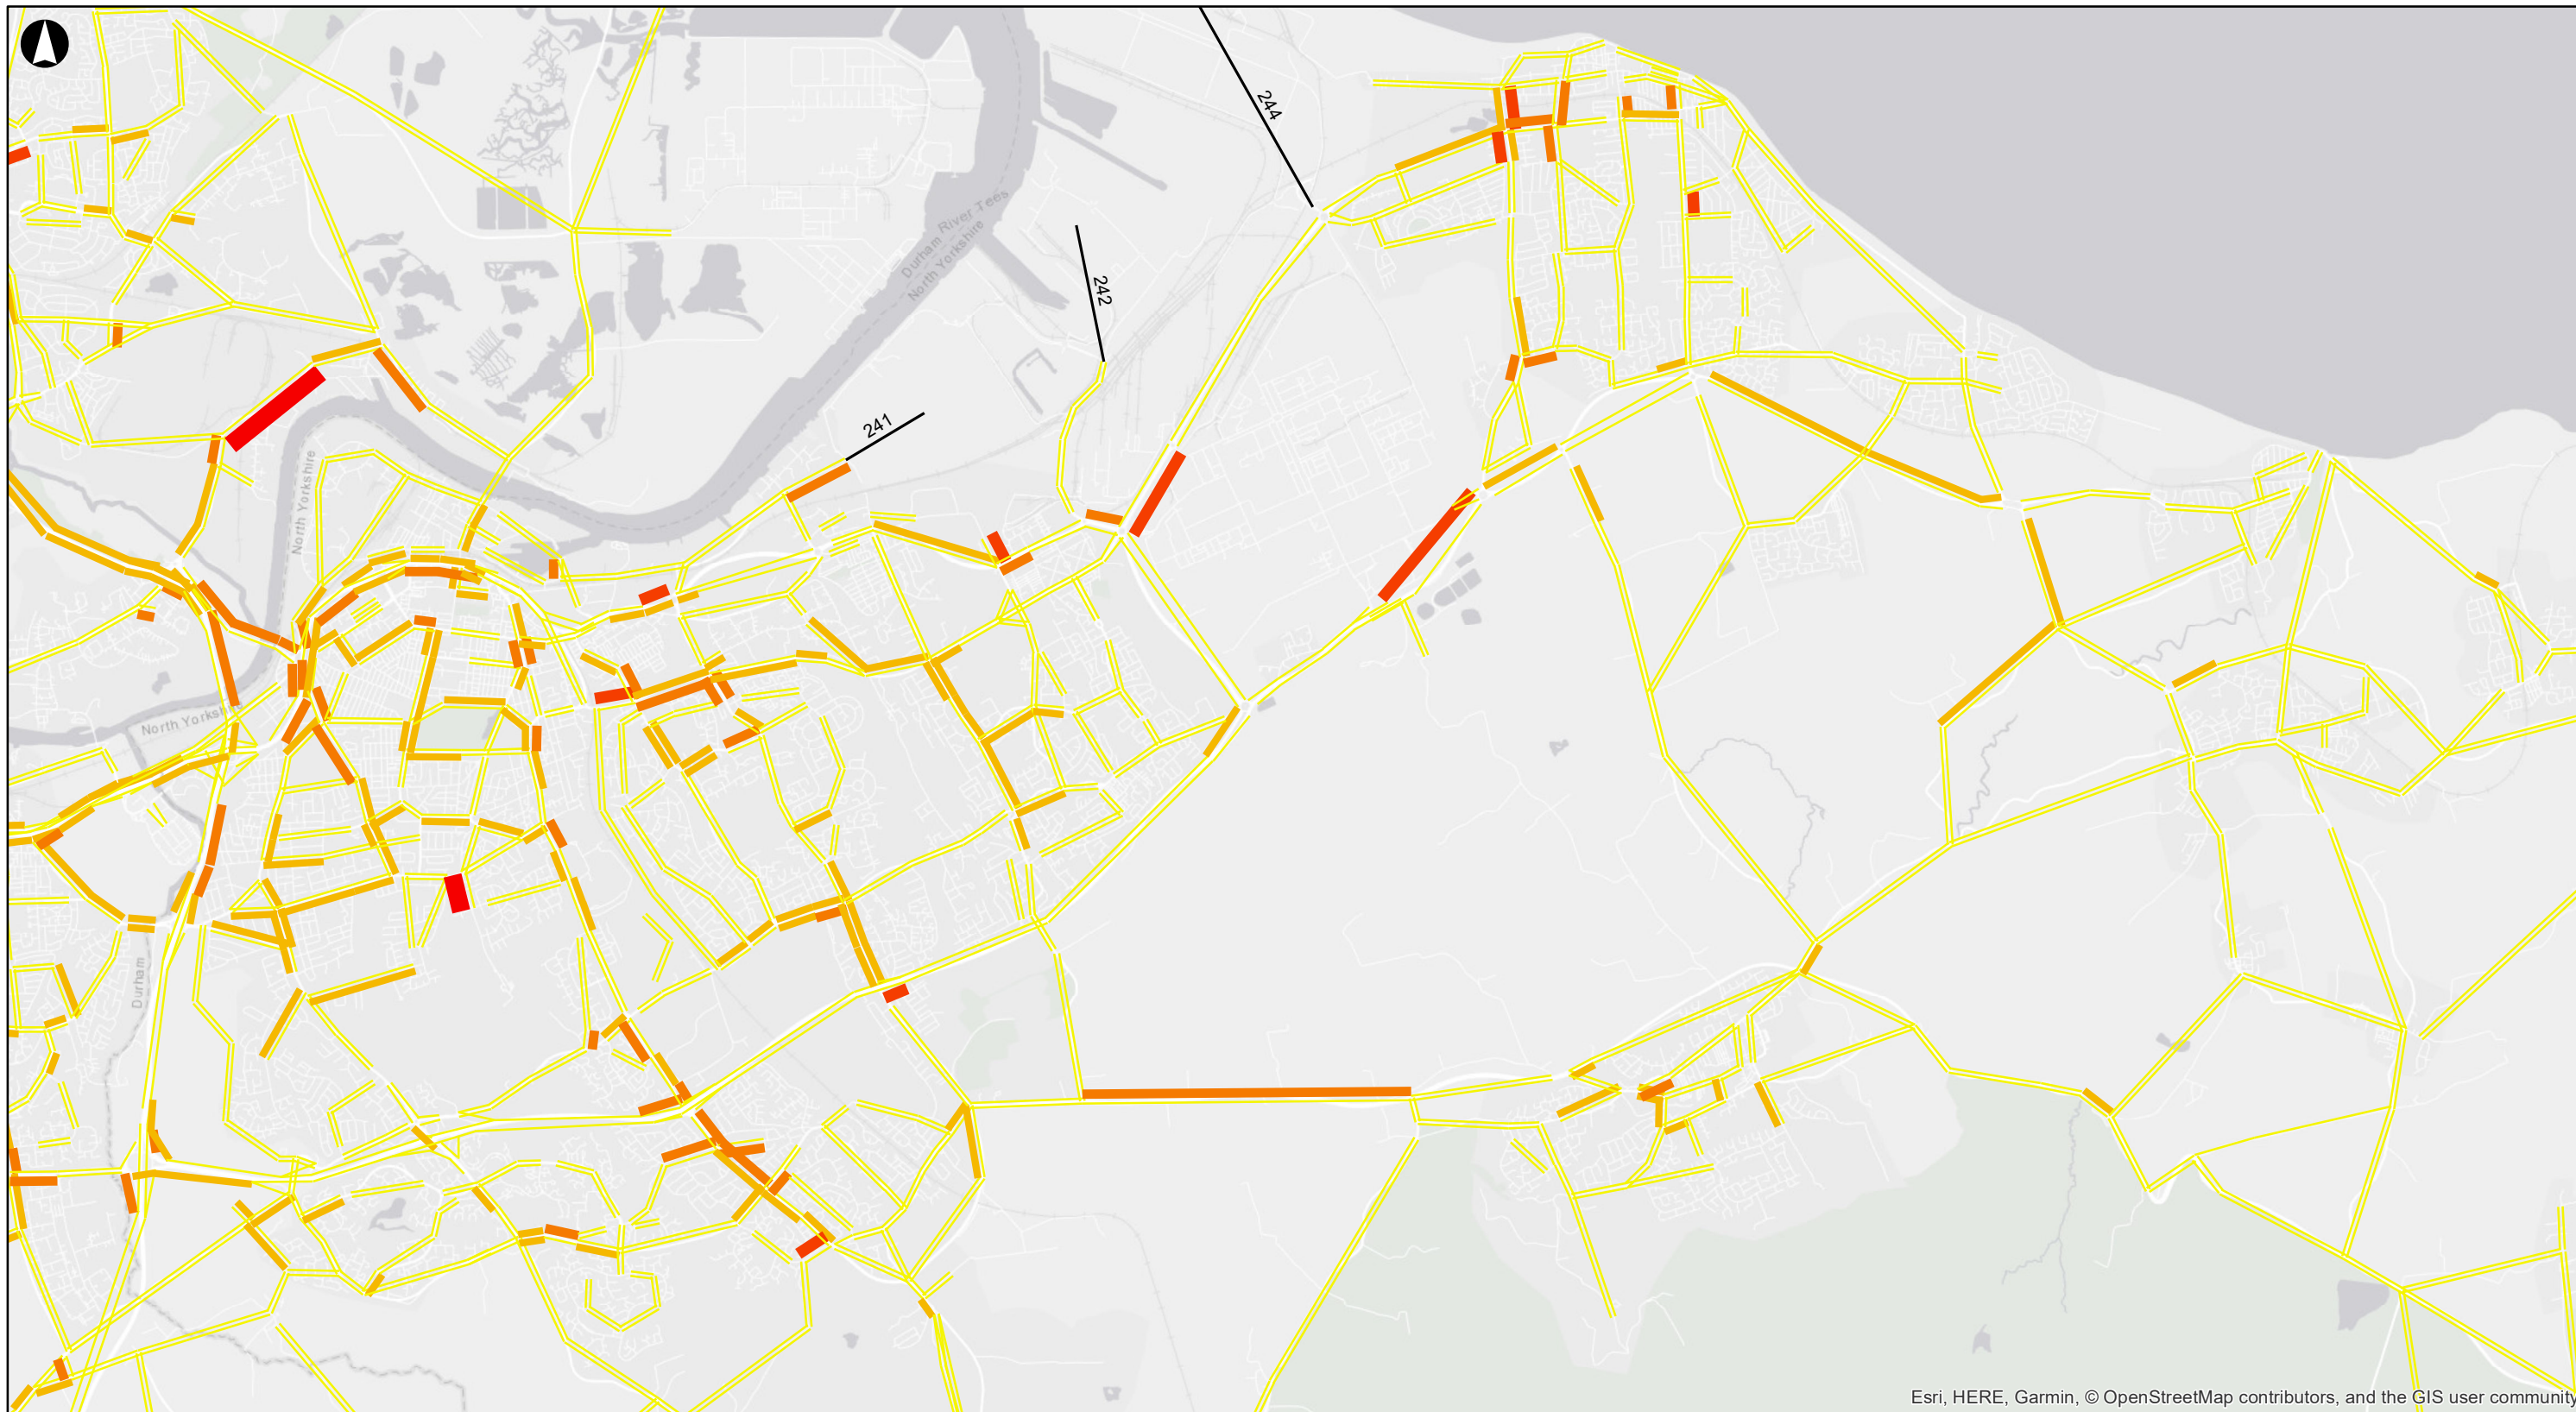 244
Durham River Tees
North Yorkshire
242
241
North Yorkshire
North Yorkshire
Durham
Esri, HERE, Garmin, © OpenStreetMap contributors, and the GIS user community